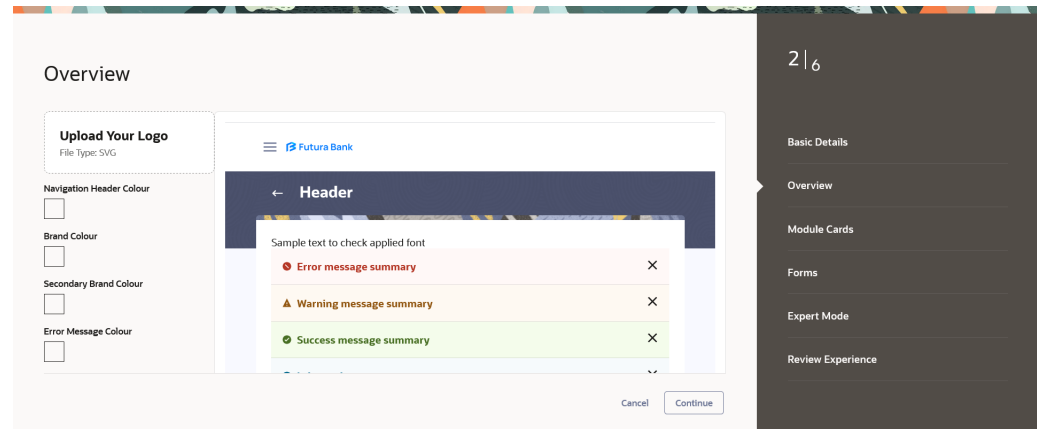 Overview
Upload Your Logo
File Type: SVG
Navigation Header Colour
Brand Colour
Secondary Brand Colour
Error Message Colour
Futura Bank
Header
Sample text to check applied font
Error message summary
Warning message summary
Success message summary
Cancel
Continue
2|6
Basic Details
Overview
Module Cards
Forms
Expert Mode
Review Experience